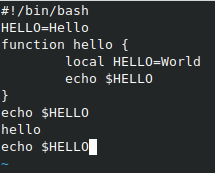 #!/bin/bash
HELLO=Hello
function hello {
        local HELLO=World
        echo $HELLO
}
echo $HELLO
hello
echo $HELLO
~